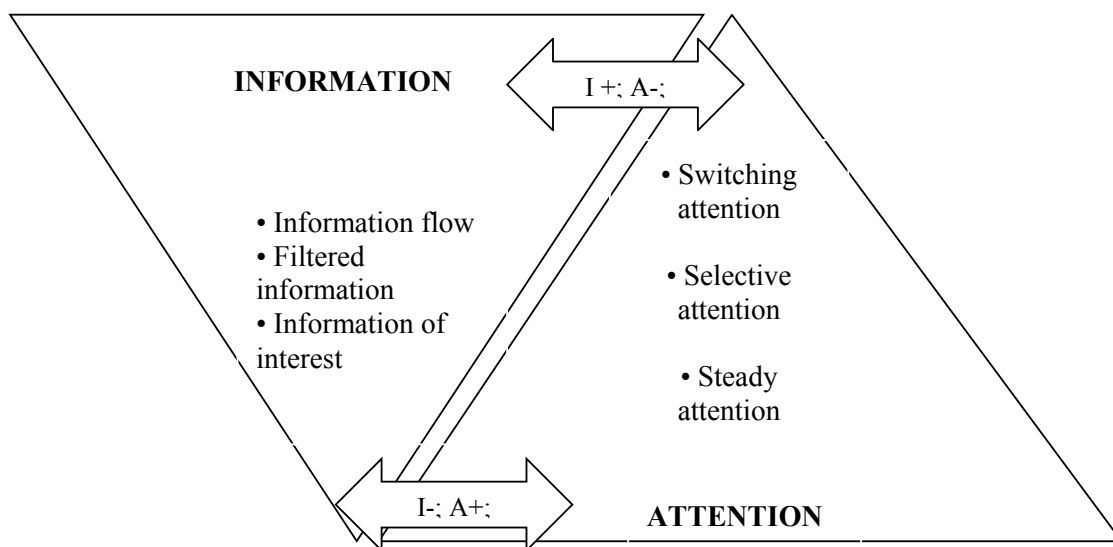 INFORMATION
I +; A-;
• Switching
attention
• Information flow
• Filtered
information
• Information of
interest
• Selective
attention
• Steady
attention
I-; A+;
ATTENTION